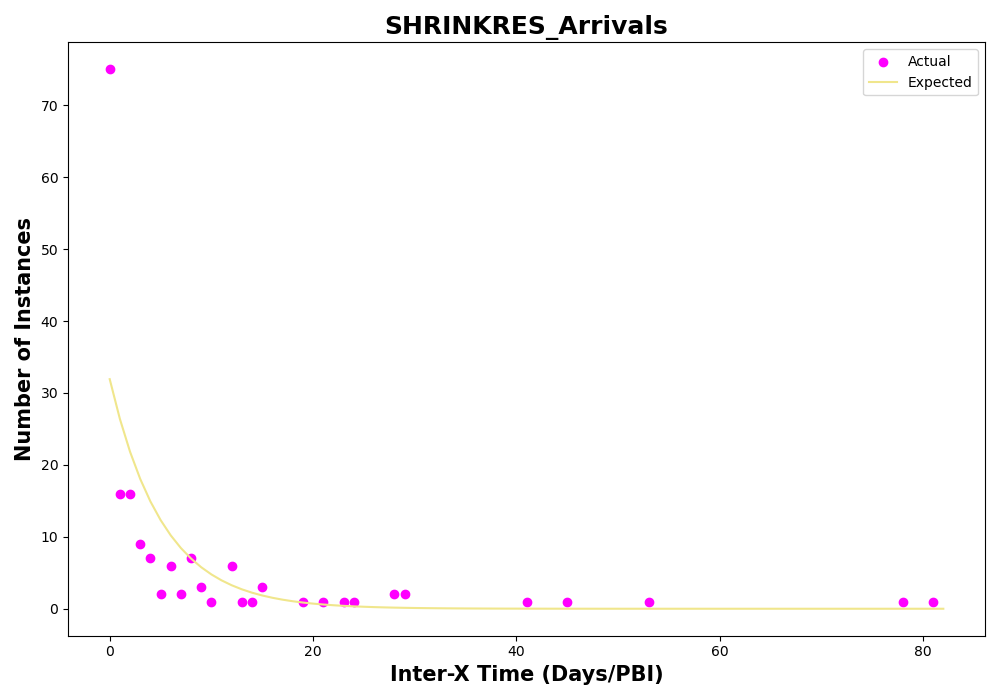 SHRINKRES_Arrivals
Actual
Expected
Number of Instances
70
60
50
40
30
20
10
0
0 20 40 60 80
Inter-X Time (Days/PBI)